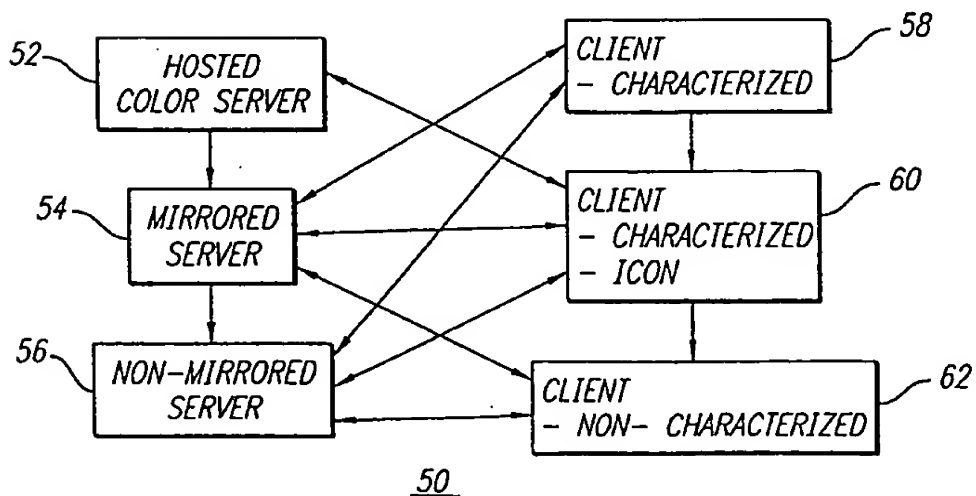 52
HOSTED
COLOR SERVER
54
MIRRORED
SERVER
56
NON-MIRRORED
SERVER
58
CLIENT
- CHARACTERIZED
60
CLIENT
- CHARACTERIZED
- ICON
62
CLIENT
- NON- CHARACTERIZED
50